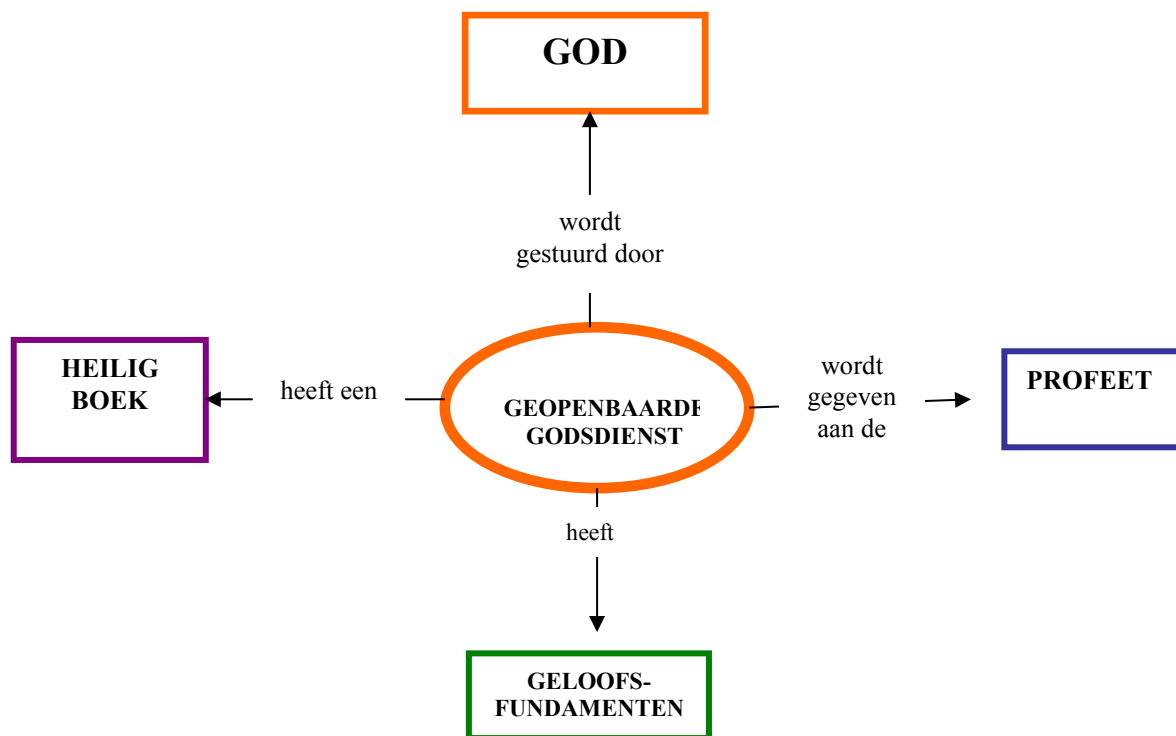 GOD
wordt
gestuurd door
HEILIG
BOEK
heeft een
GEOPENBAARDE
GODSDIENST
wordt
gegeven
aan de
PROFEET
heeft
GELOOFS-
FUNDAMENTEN